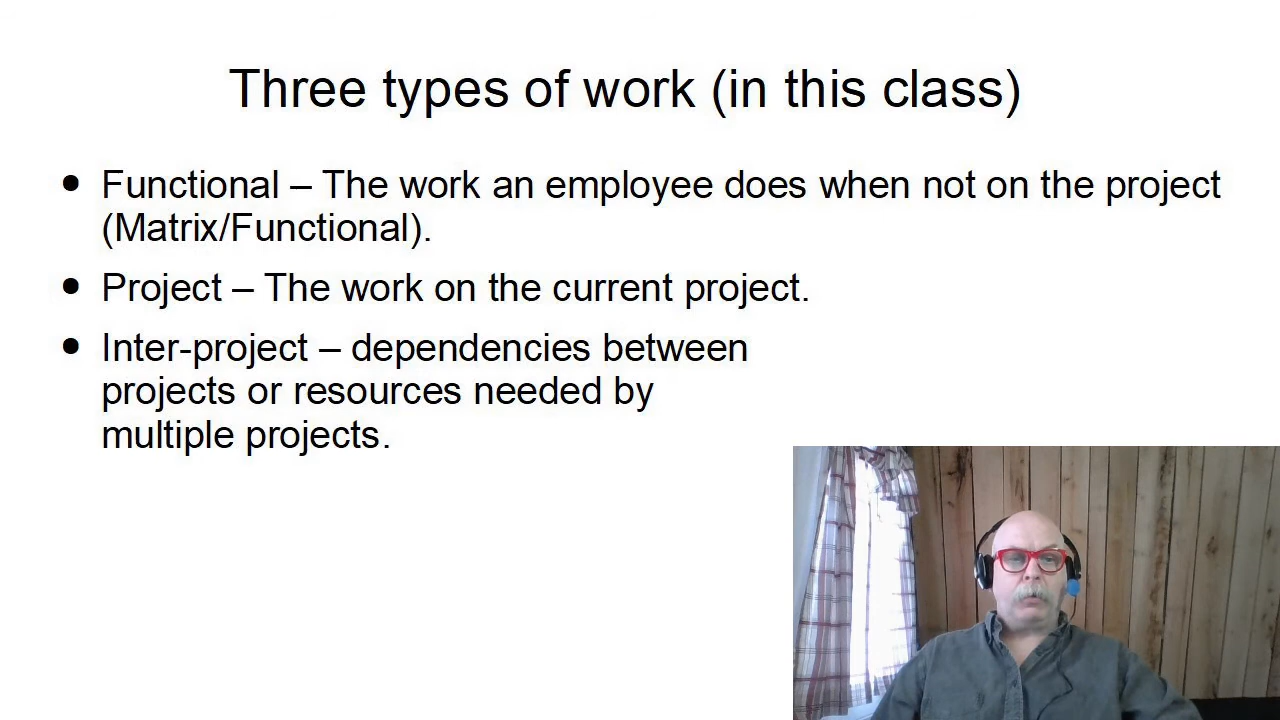 Three types of work (in this class)
● Functional – The work an employee does when not on the project
(Matrix/Functional).
● Project – The work on the current project.
● Inter-project – dependencies between
projects or resources needed by
multiple projects.